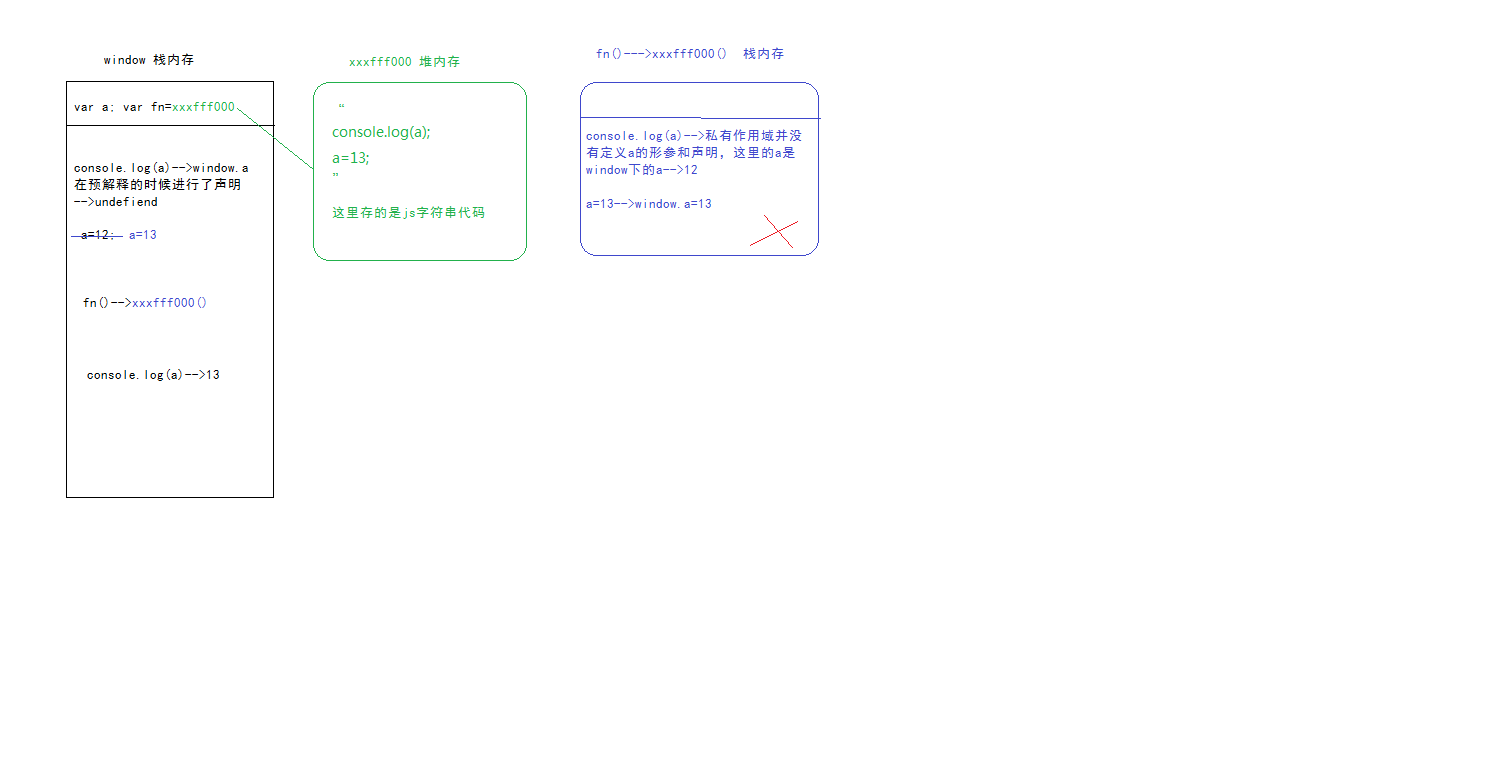 window 栈内存
var a; var fn=xxxfff000
console.log(a)-->window.a
在预解释的时候进行了声明
-->undefiend
a=12; a=13
fn()-->xxxfff000()
console.log(a)-->13
xxxfff000 堆内存
“
console.log(a);
a=13;
”
这里存的是js字符串代码
fn()--->xxxfff000() 栈内存
console.log(a)-->私有作用域并没
有定义a的形参和声明, 这里的a是
window下的a-->12
a=13-->window.a=13